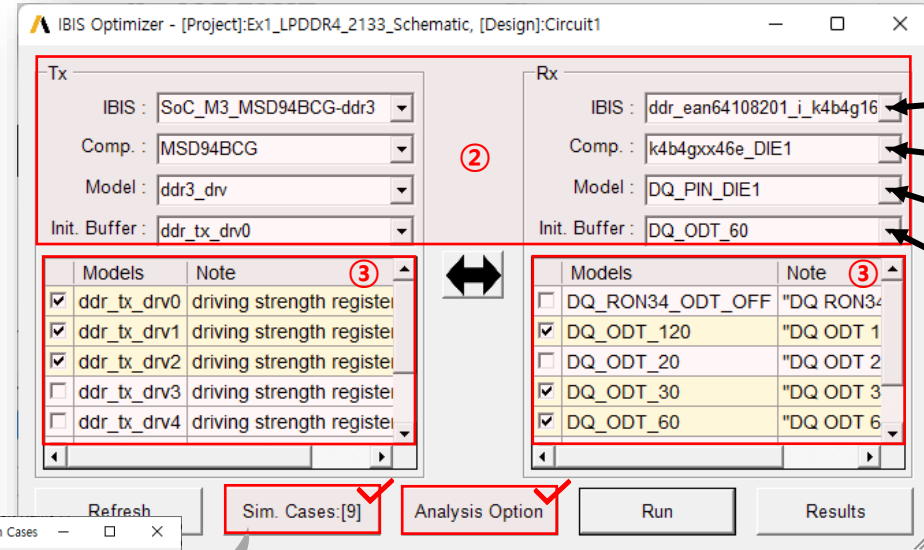 IBIS Optimizer - [Project]:Ex1_LPDDR4_2133_Schematic, [Design]:Circuit1
Tx
IBIS : SoC_M3_MSD94BCG-ddr3
Comp. : MSD94BCG
Model : ddr3_drv
Init. Buffer : ddr_tx_drv0
②
Rx
IBIS : ddr_ean64108201_i_k4b4g16
Comp. : k4b4gxx46e_DIE1
Model : DQ_PIN_DIE1
Init. Buffer : DQ_ODT_60
Models Note ③
ddr_tx_drv0 driving strength register
ddr_tx_drv1 driving strength register
ddr_tx_drv2 driving strength register
ddr_tx_drv3 driving strength register
ddr_tx_drv4 driving strength register
Models Note ③
DQ_RON34_ODT_OFF "DQ RON34
DQ_ODT_120 "DQ ODT 1
DQ_ODT_20 "DQ ODT 2
DQ_ODT_30 "DQ ODT 3
DQ_ODT_60 "DQ ODT 6
Refresh Sim. Cases:[9] Analysis Option Run Results
Cases